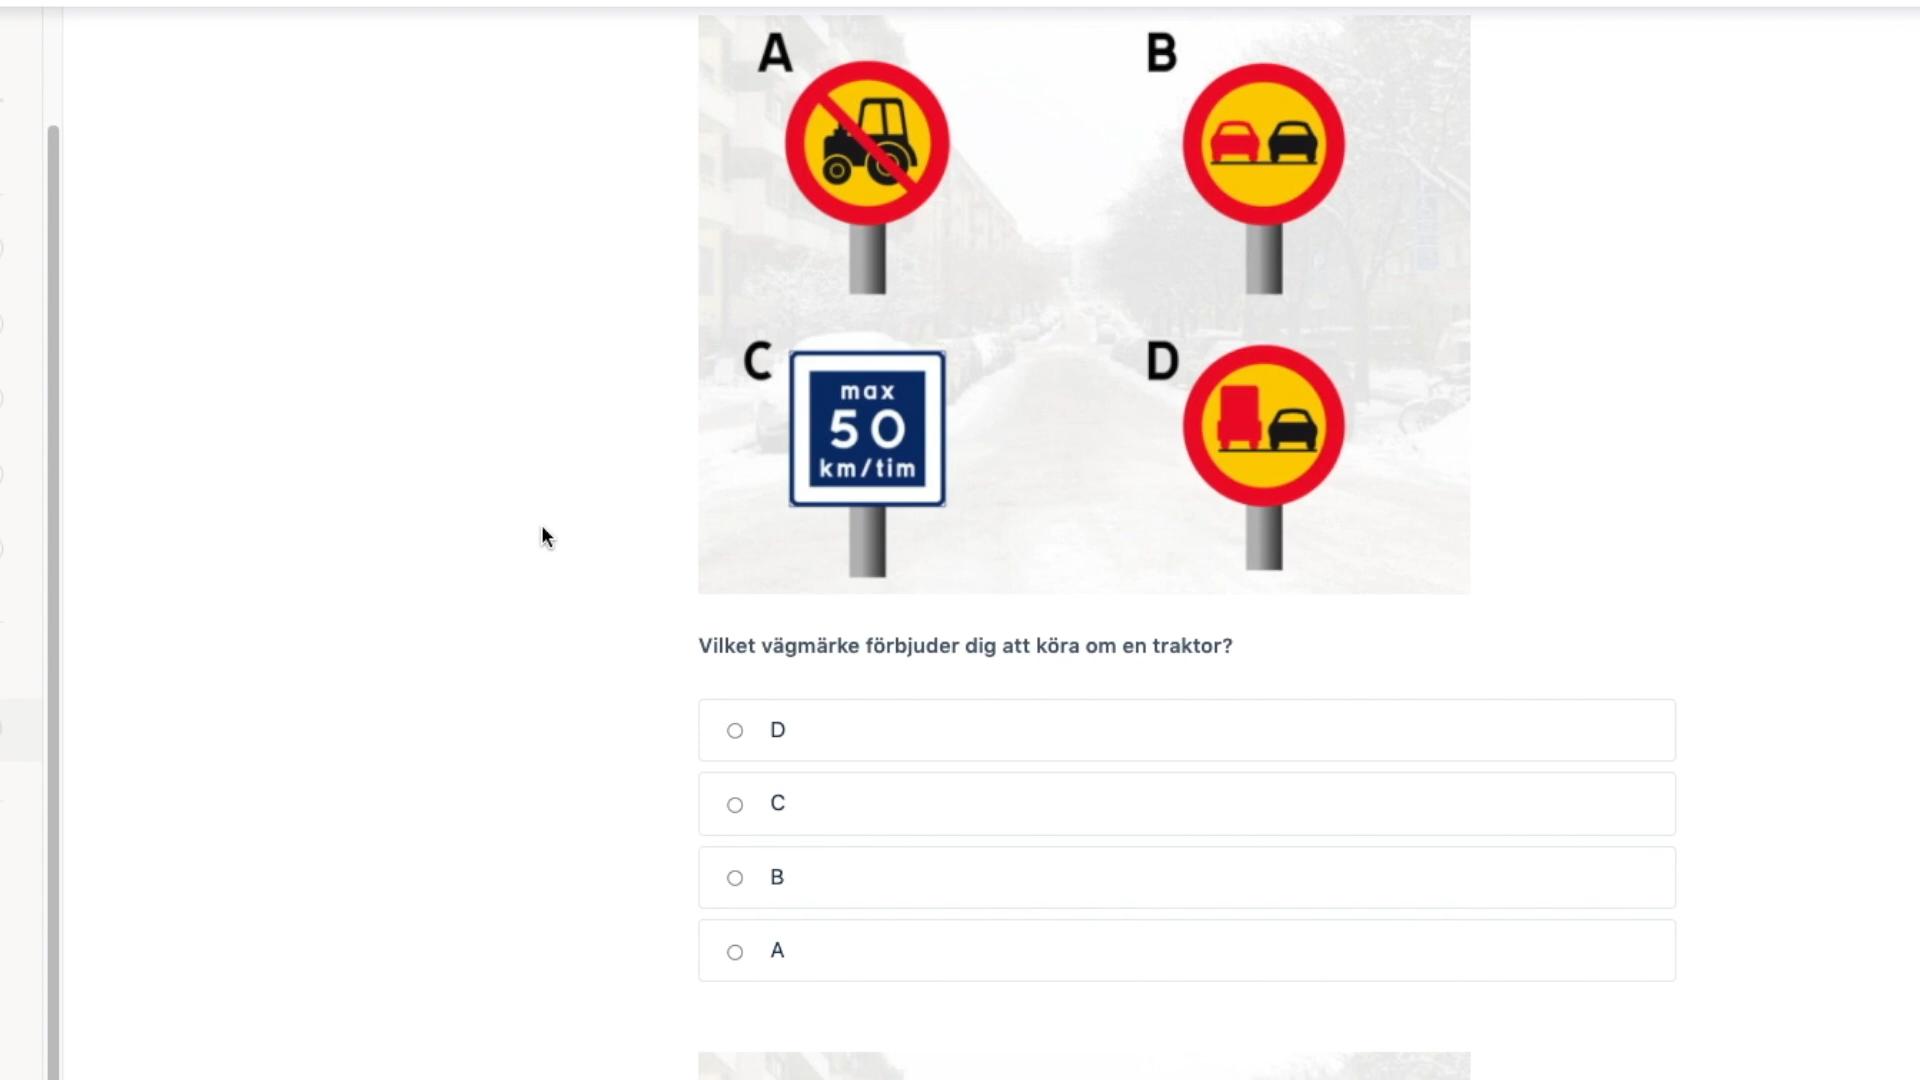 A
B
C
max
50
km/tim
D
Vilket vägmärke förbjuder dig att köra om en traktor?
D
C
B
A